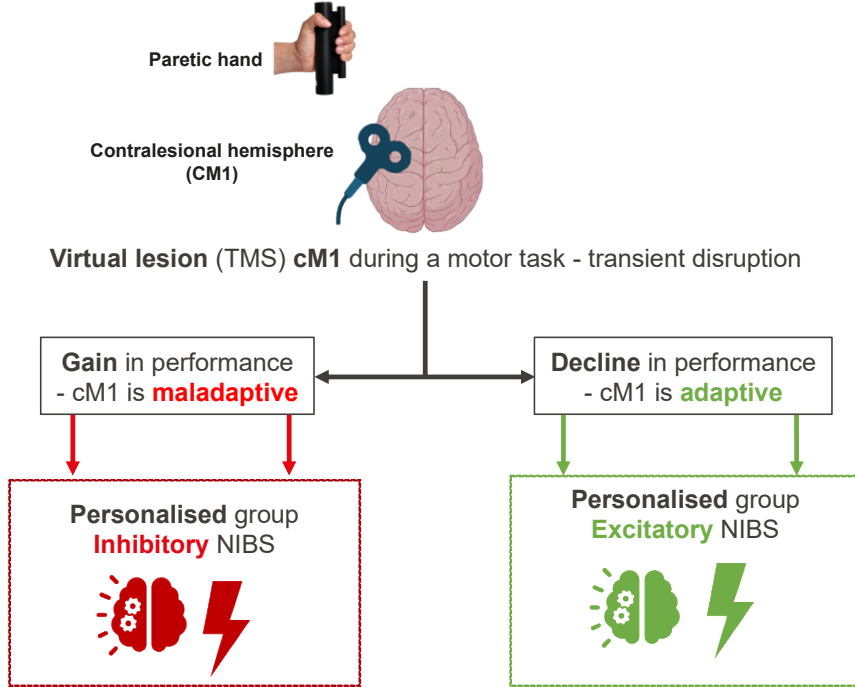 Paretic hand
Contralesional hemisphere
(CM1)
Virtual lesion (TMS) cM1 during a motor task - transient disruption
Gain in performance
- cM1 is maladaptive
Decline in performance
- cM1 is adaptive
Personalised group
Inhibitory NIBS
Personalised group
Excitatory NIBS